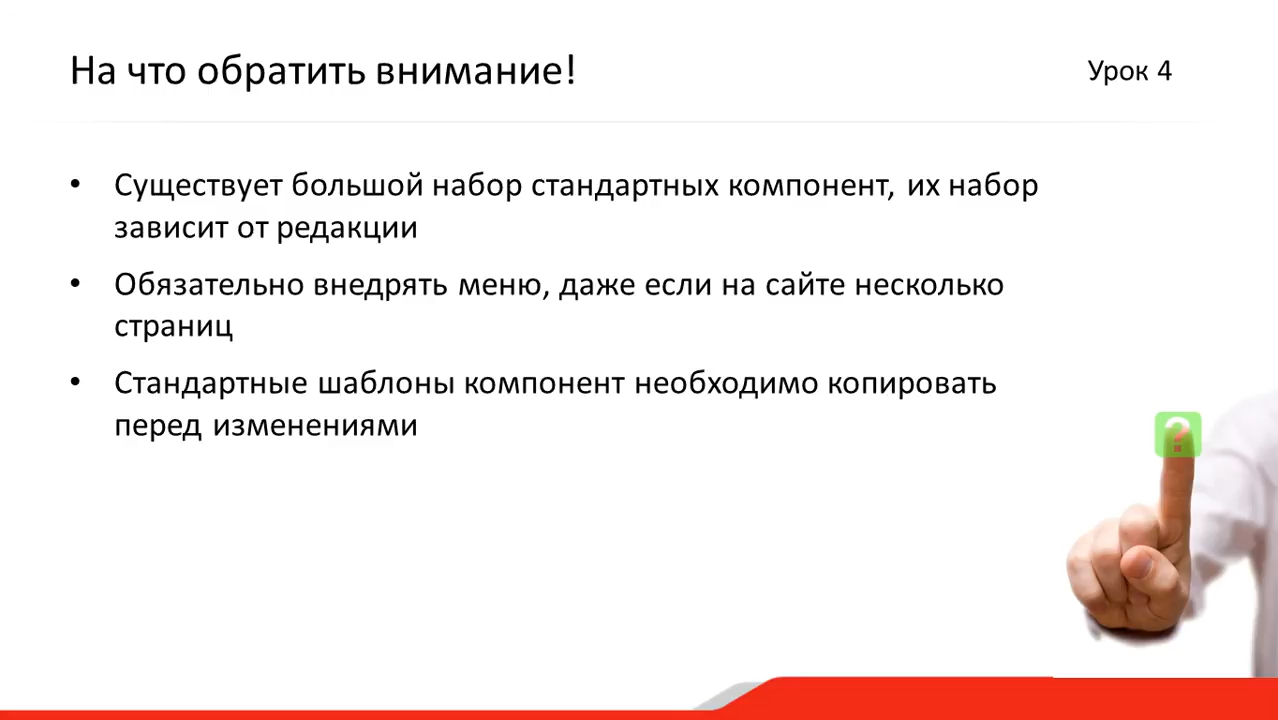 На что обратить внимание!
Урок 4
• Существует большой набор стандартных компонент, их набор
зависит от редакции
• Обязательно внедрять меню, даже если на сайте несколько
страниц
• Стандартные шаблоны компонент необходимо копировать
перед изменениями
?